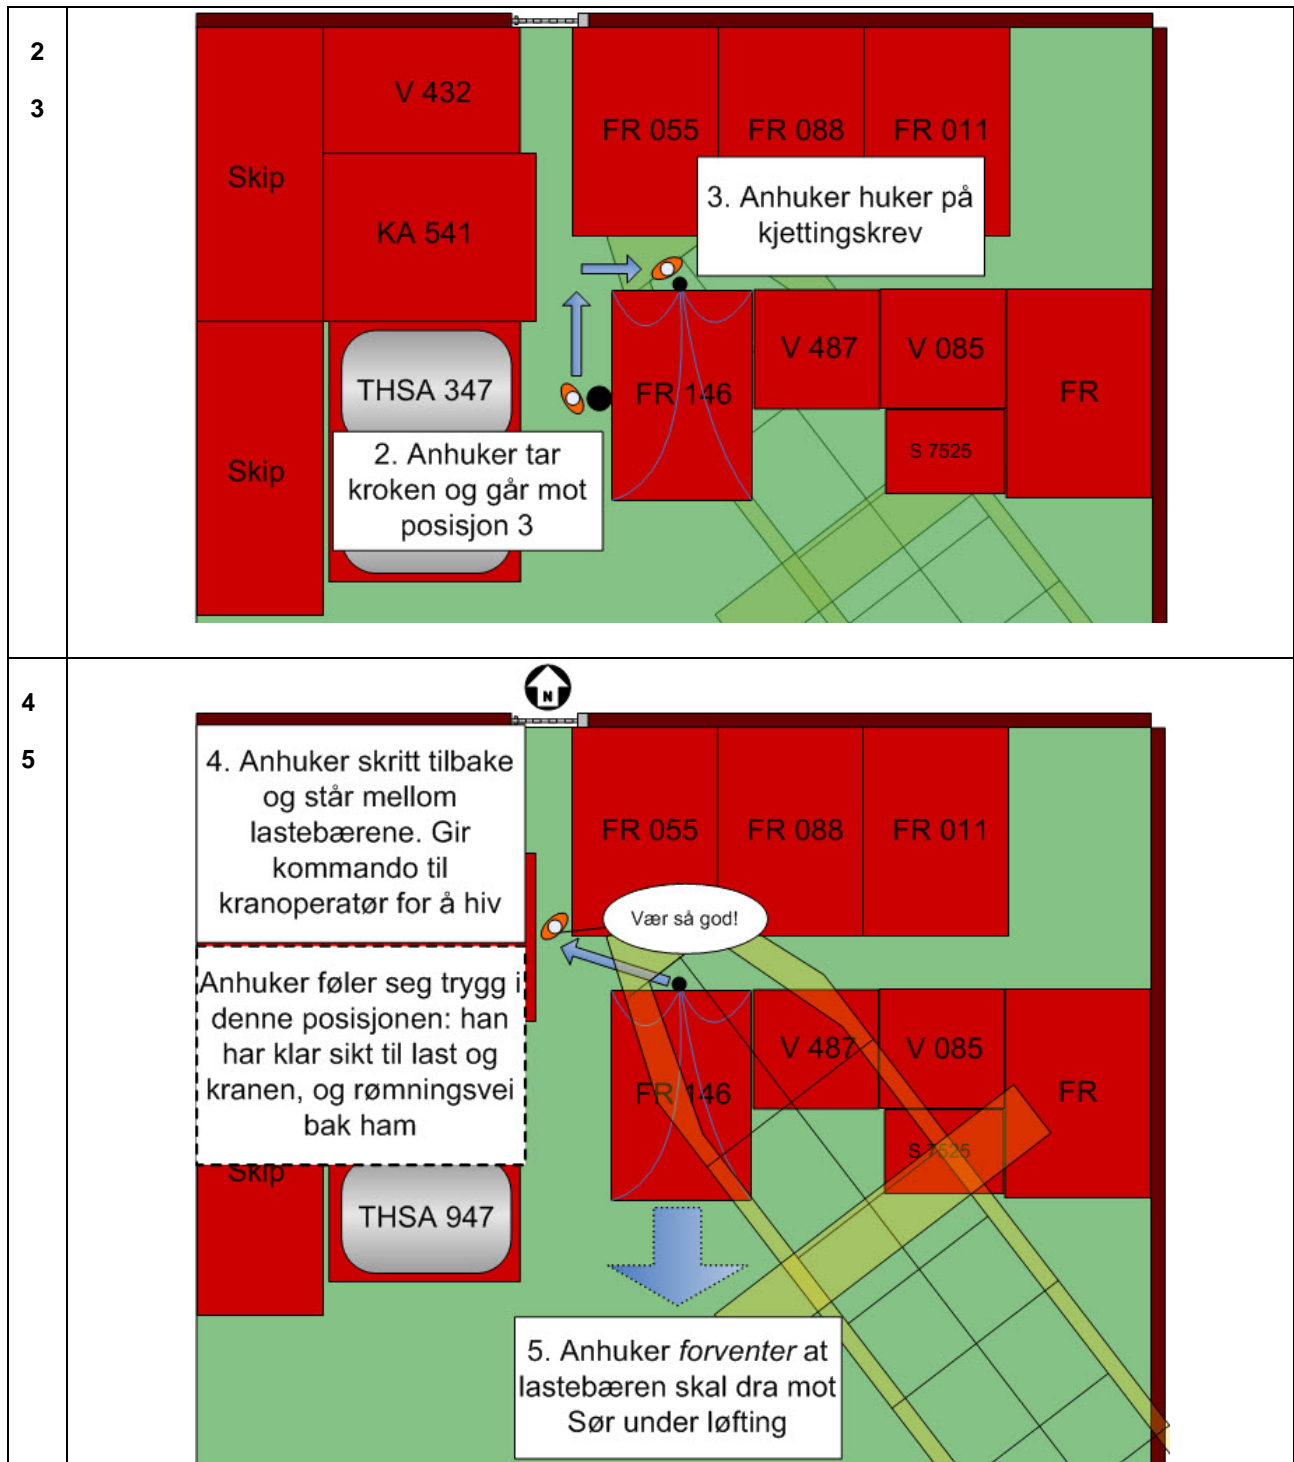 2
3
V 432
FR 055
FR 088
FR 011
Skip
KA 541
3. Anhuker huker på
kjettingskrev
THSA 347
FR 146
V 487
V 085
FR
S 7525
Skip
2. Anhuker tar
kroken og går mot
posisjon 3
4
5
N
4. Anhuker skritt tilbake
og står mellom
lastebærene. Gir
kommando til
kranoperatør for å hiv
FR 055
FR 088
FR 011
Vær så god!
Anhuker føler seg trygg i
denne posisjonen: han
har klar sikt til last og
kranen, og rømningsvei
bak ham
FR 146
V 487
V 085
FR
S 7525
Skip
THSA 947
5. Anhuker forventer at
lastebæren skal dra mot
Sør under løfting